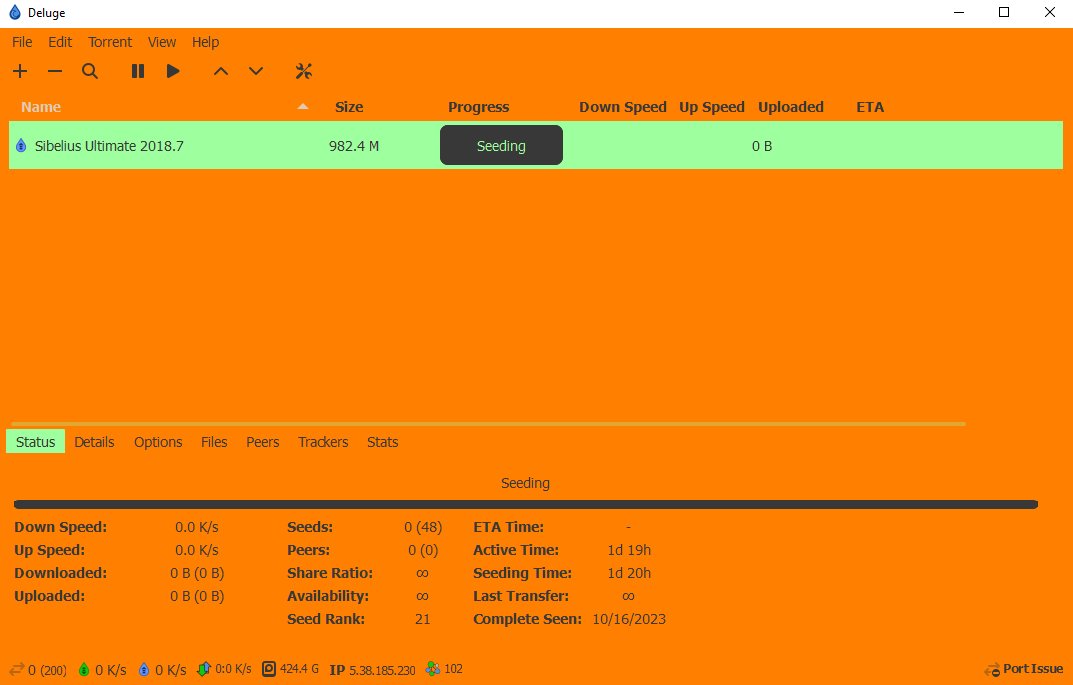 Deluge
File Edit Torrent View Help
Name Size Progress Down Speed Up Speed Uploaded ETA
Sibelius Ultimate 2018.7 982.4 M Seeding 0 B
Status Details Options Files Peers Trackers Stats
Seeding
Down Speed: 0.0 K/s Seeds: 0 (48) ETA Time: -
Up Speed: 0.0 K/s Peers: 0 (0) Active Time: 1d 19h
Downloaded: 0 B (0 B) Share Ratio: ∞ Seeding Time: 1d 20h
Uploaded: 0 B (0 B) Availability: ∞ Last Transfer: ∞
Seed Rank: 21 Complete Seen: 10/16/2023
0 (200) 0 K/s 0 K/s 0:0 K/s 424.4 G IP 5.38.185.230 102 Port Issue